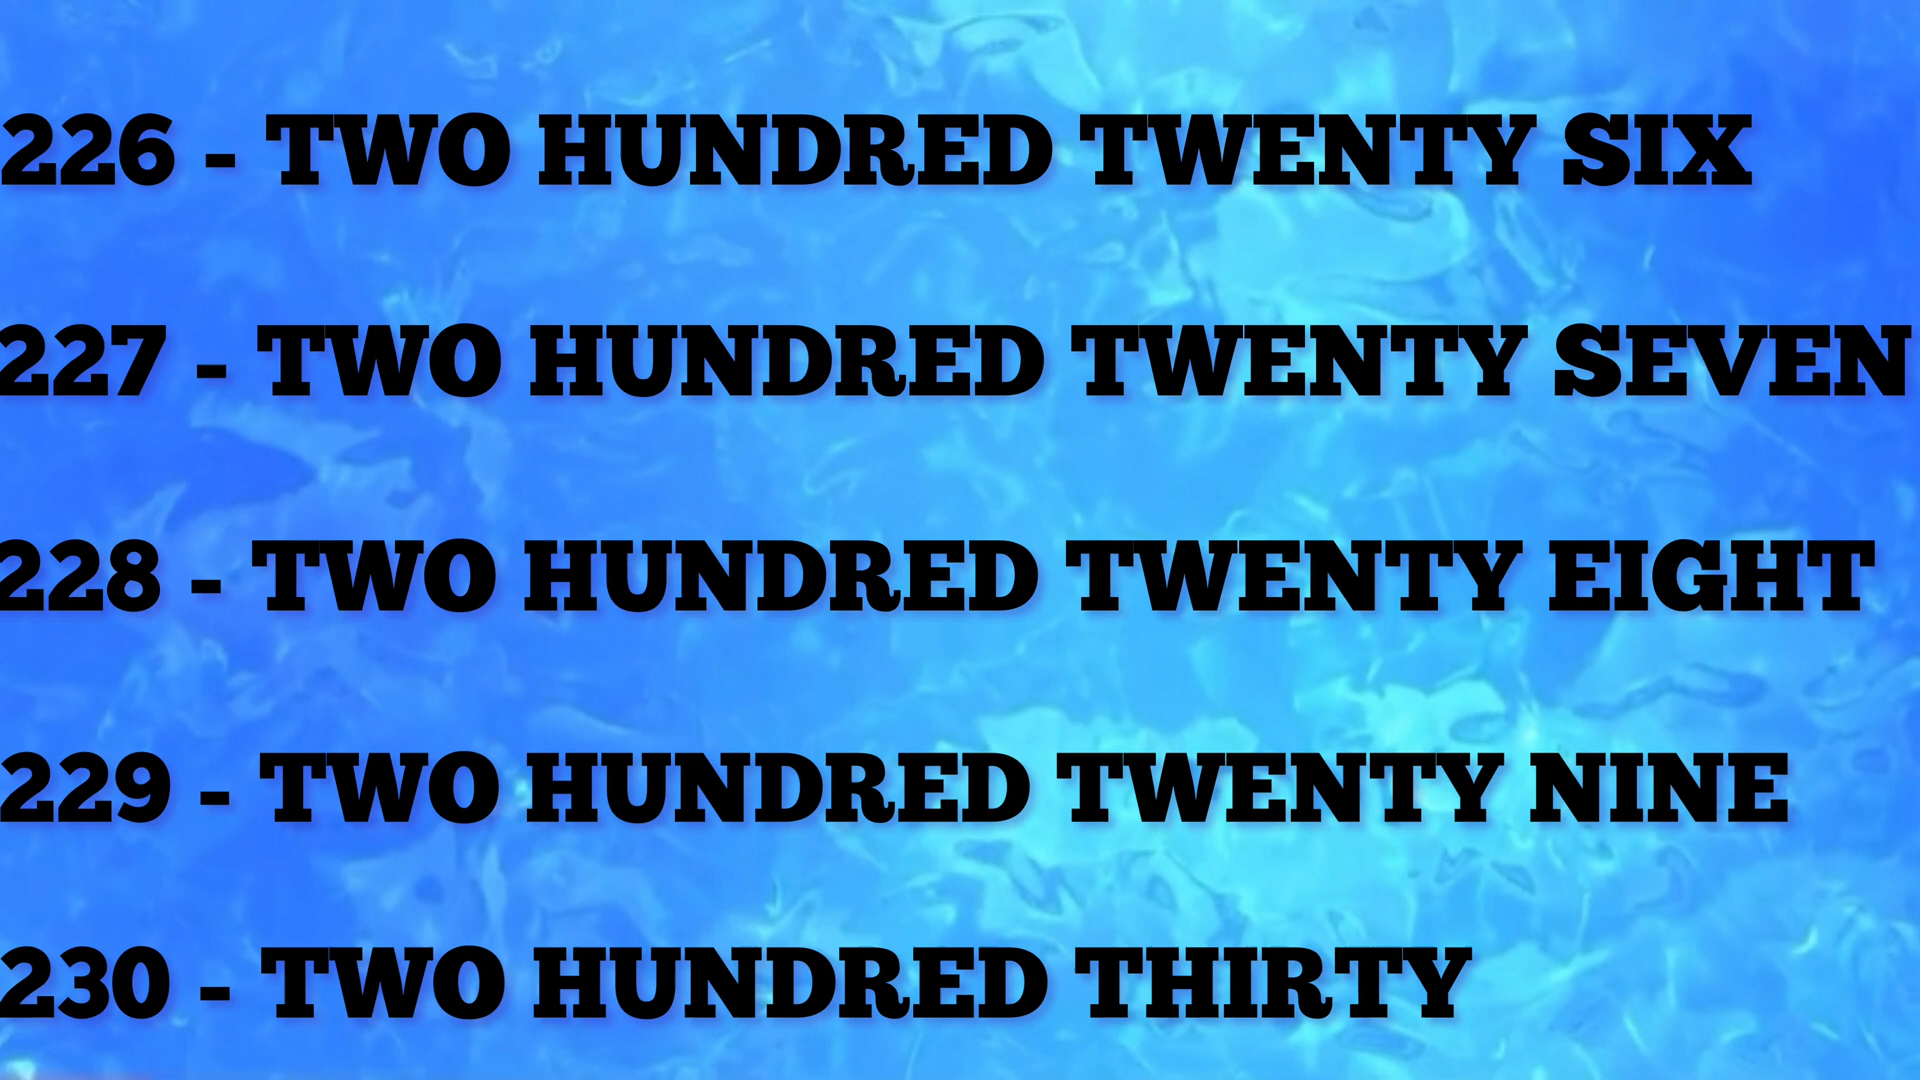 226 - TWO HUNDRED TWENTY SIX
227 - TWO HUNDRED TWENTY SEVEN
228 - TWO HUNDRED TWENTY EIGHT
229 - TWO HUNDRED TWENTY NINE
230 - TWO HUNDRED THIRTY